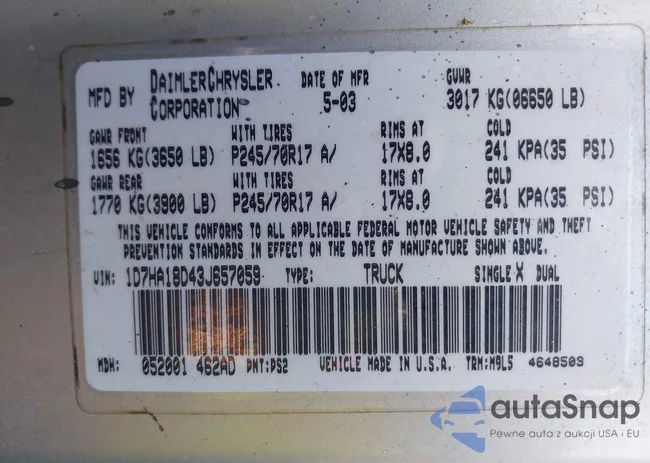 MFD BY DAIMLERCHRYSLER CORPORATION DATE OF MFR 5-03 GVWR 3017 KG(06650 LB)
GAWR FRONT WITH TIRES RIMS AT COLD
1656 KG(3650 LB) P245/70R17 A/ 17X8.0 241 KPA(35 PSI)
GAWR REAR WITH TIRES RIMS AT COLD
1770 KG(3900 LB) P245/70R17 A/ 17X8.0 241 KPA(35 PSI)
THIS VEHICLE CONFORMS TO ALL APPLICABLE FEDERAL MOTOR VEHICLE SAFETY AND THEFT
PREVENTION STANDARDS IN EFFECT ON THE DATE OF MANUFACTURE SHOWN ABOVE.
VIN: 1D7HA18D43J657059 TYPE: TRUCK SINGLE X DUAL
MDH: 052001 462AD PNT:PS2 VEHICLE MADE IN U.S.A. TRM:M9L5 4648509
autaSnap
Pewne auta z aukcji USA i EU